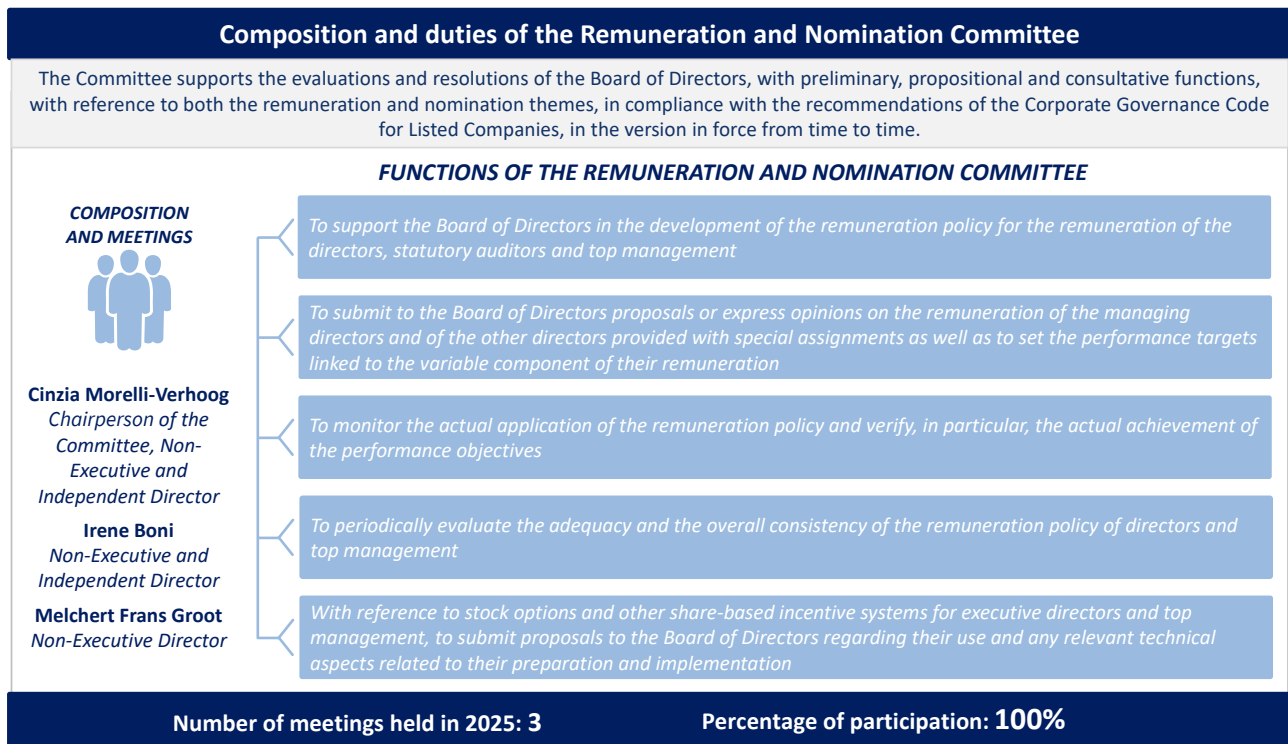 Composition and duties of the Remuneration and Nomination Committee
The Committee supports the evaluations and resolutions of the Board of Directors, with preliminary, propositional and consultative functions,
with reference to both the remuneration and nomination themes, in compliance with the recommendations of the Corporate Governance Code
for Listed Companies, in the version in force from time to time.
FUNCTIONS OF THE REMUNERATION AND NOMINATION COMMITTEE
COMPOSITION
AND MEETINGS
Cinzia Morelli-Verhoog
Chairperson of the
Committee, Non-
Executive and
Independent Director
Irene Boni
Non-Executive and
Independent Director
Melchert Frans Groot
Non-Executive Director
To support the Board of Directors in the development of the remuneration policy for the remuneration of the
directors, statutory auditors and top management
To submit to the Board of Directors proposals or express opinions on the remuneration of the managing
directors and of the other directors provided with special assignments as well as to set the performance targets
linked to the variable component of their remuneration
To monitor the actual application of the remuneration policy and verify, in particular, the actual achievement of
the performance objectives
To periodically evaluate the adequacy and the overall consistency of the remuneration policy of directors and
top management
With reference to stock options and other share-based incentive systems for executive directors and top
management, to submit proposals to the Board of Directors regarding their use and any relevant technical
aspects related to their preparation and implementation
Number of meetings held in 2025: 3
Percentage of participation: 100%